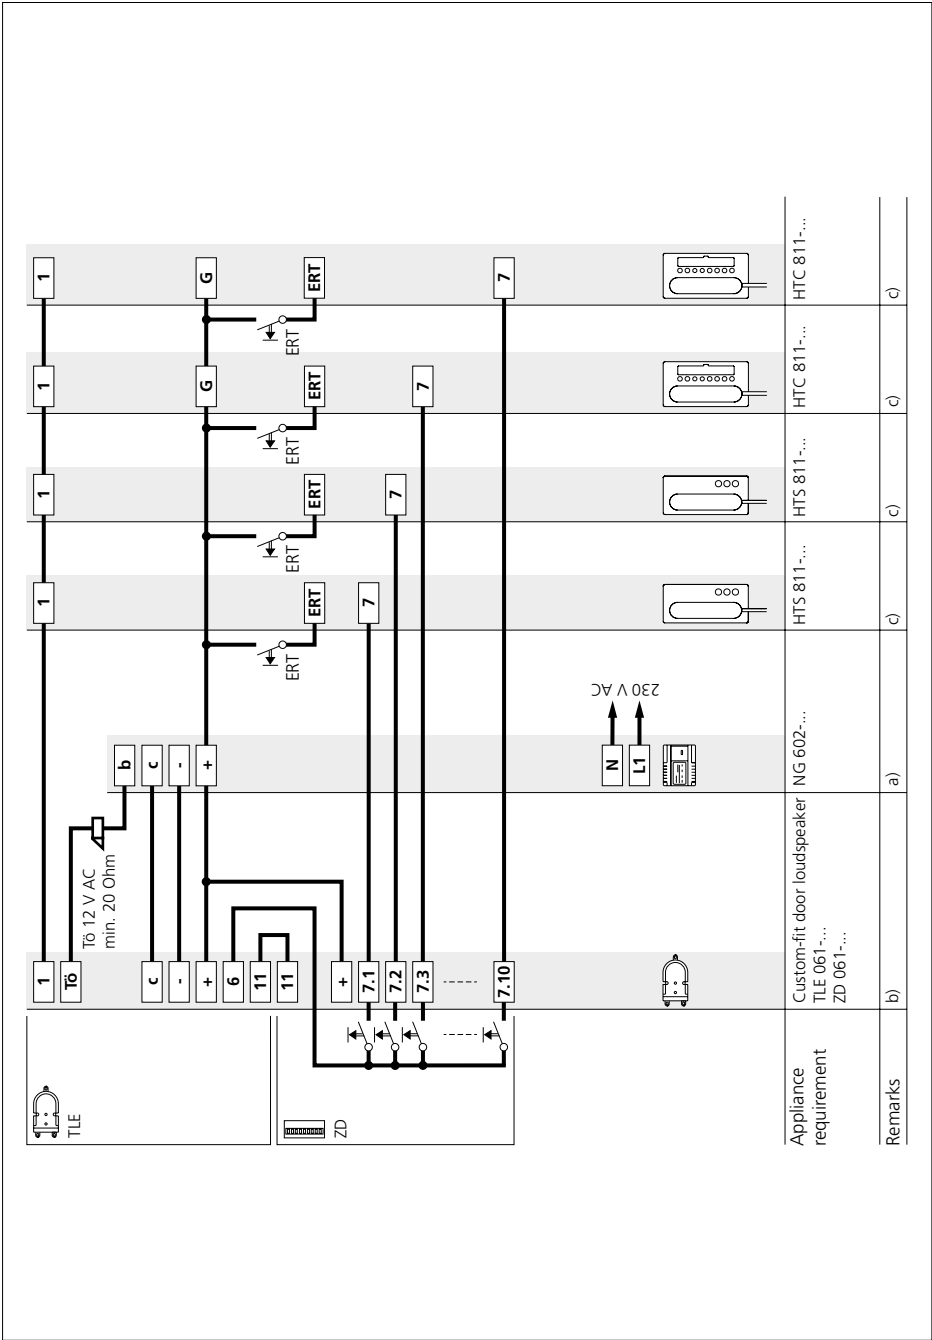 TLE
ZD
Appliance
requirement
Remarks
1
Tö
c
-
+
6
11
11
+
7.1
7.2
7.3
7.10
Custom-fit door loudspeaker
TLE 061-...
ZD 061-...
b)
Tö 12 V AC
min. 20 Ohm
b
c
-
+
N
L1
230 V AC
NG 602-...
a)
1
ERT
ERT
7
HTS 811-...
c)
1
ERT
ERT
7
HTS 811-...
c)
1
G
ERT
ERT
7
HTC 811-...
c)
1
G
ERT
ERT
7
HTC 811-...
c)